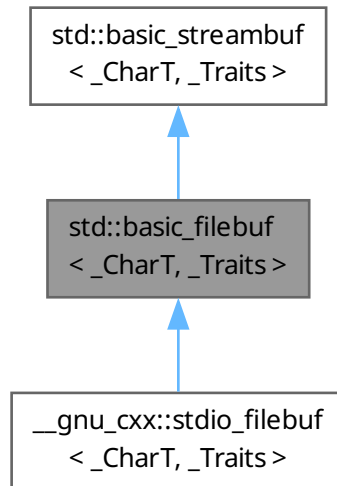 std::basic_streambuf
< _CharT, _Traits >
std::basic_filebuf
< _CharT, _Traits >
__gnu_cxx::stdio_filebuf
< _CharT, _Traits >